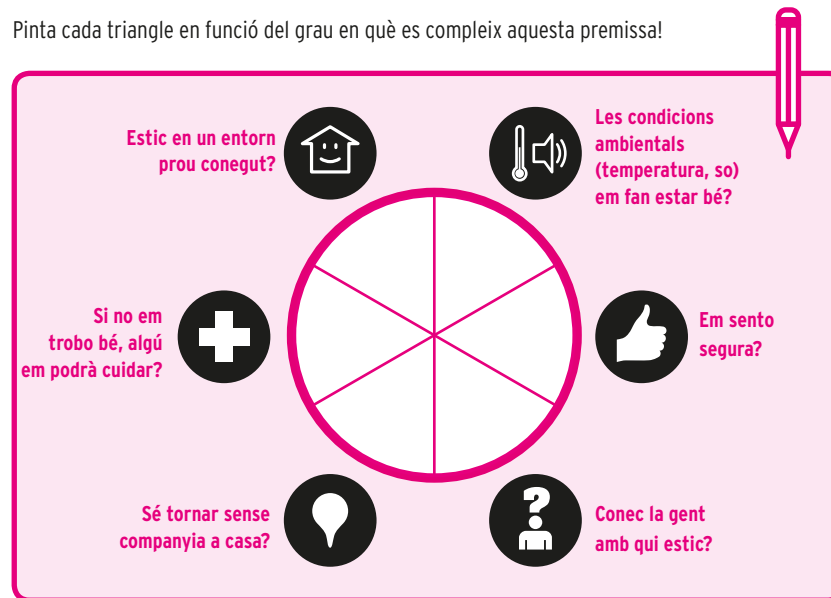 Pinta cada triangle en funció del grau en què es compleix aquesta premissa!
Estic en un entorn
prou conegut?
Les condicions
ambientals
(temperatura, so)
em fan estar bé?
Si no em
trobo bé, algú
em podrà cuidar?
Em sento
segura?
Sé tornar sense
companyia a casa?
Conec la gent
amb qui estic?